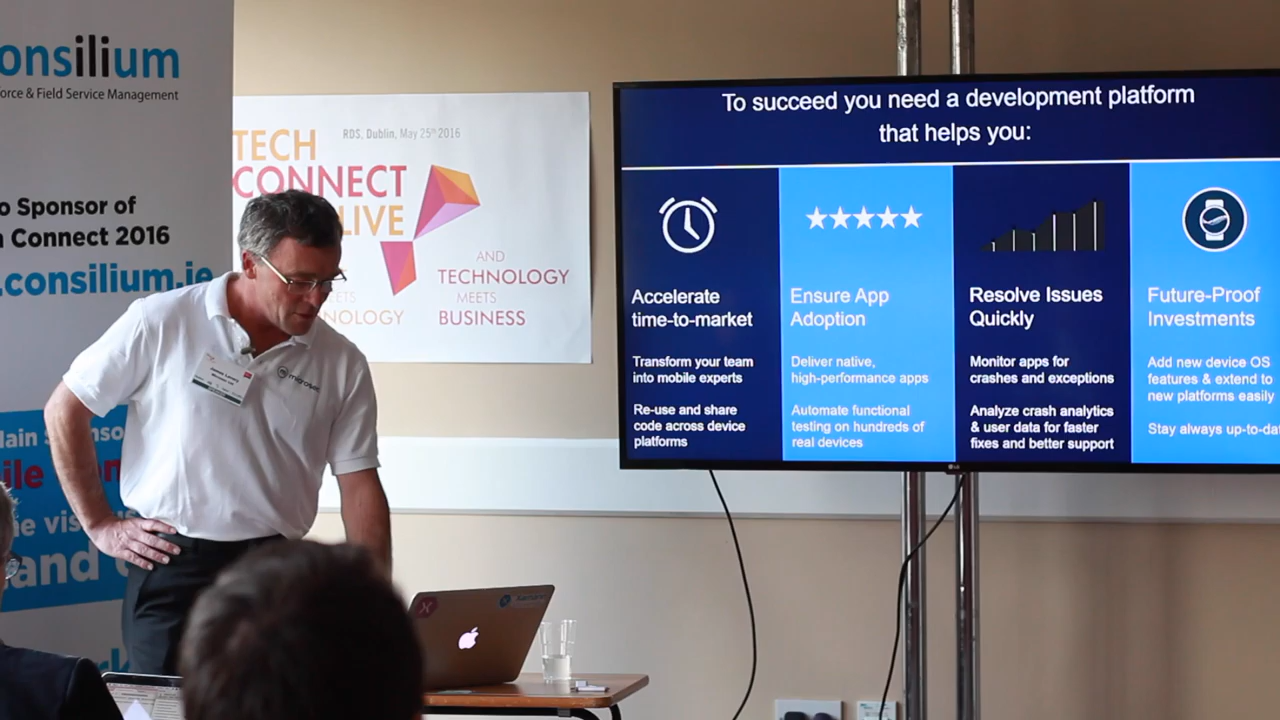 onsilium
orce & Field Service Management
o Sponsor of
Connect 2016
.consilium.ie
RDS, Dublin, May 25th 2016
TECH
CONNECT
LIVE
AND
TECHNOLOGY
MEETS
BUSINESS
ETS
NOLOGY
To succeed you need a development platform
that helps you:
Accelerate
time-to-market
Transform your team
into mobile experts
Re-use and share
code across device
platforms
Ensure App
Adoption
Deliver native,
high-performance apps
Automate functional
testing on hundreds of
real devices
Resolve Issues
Quickly
Monitor apps for
crashes and exceptions
Analyze crash analytics
& user data for faster
fixes and better support
Future-Proof
Investments
Add new device OS
features & extend to
new platforms easily
Stay always up-to-dat
LG
James
Xamarin
and